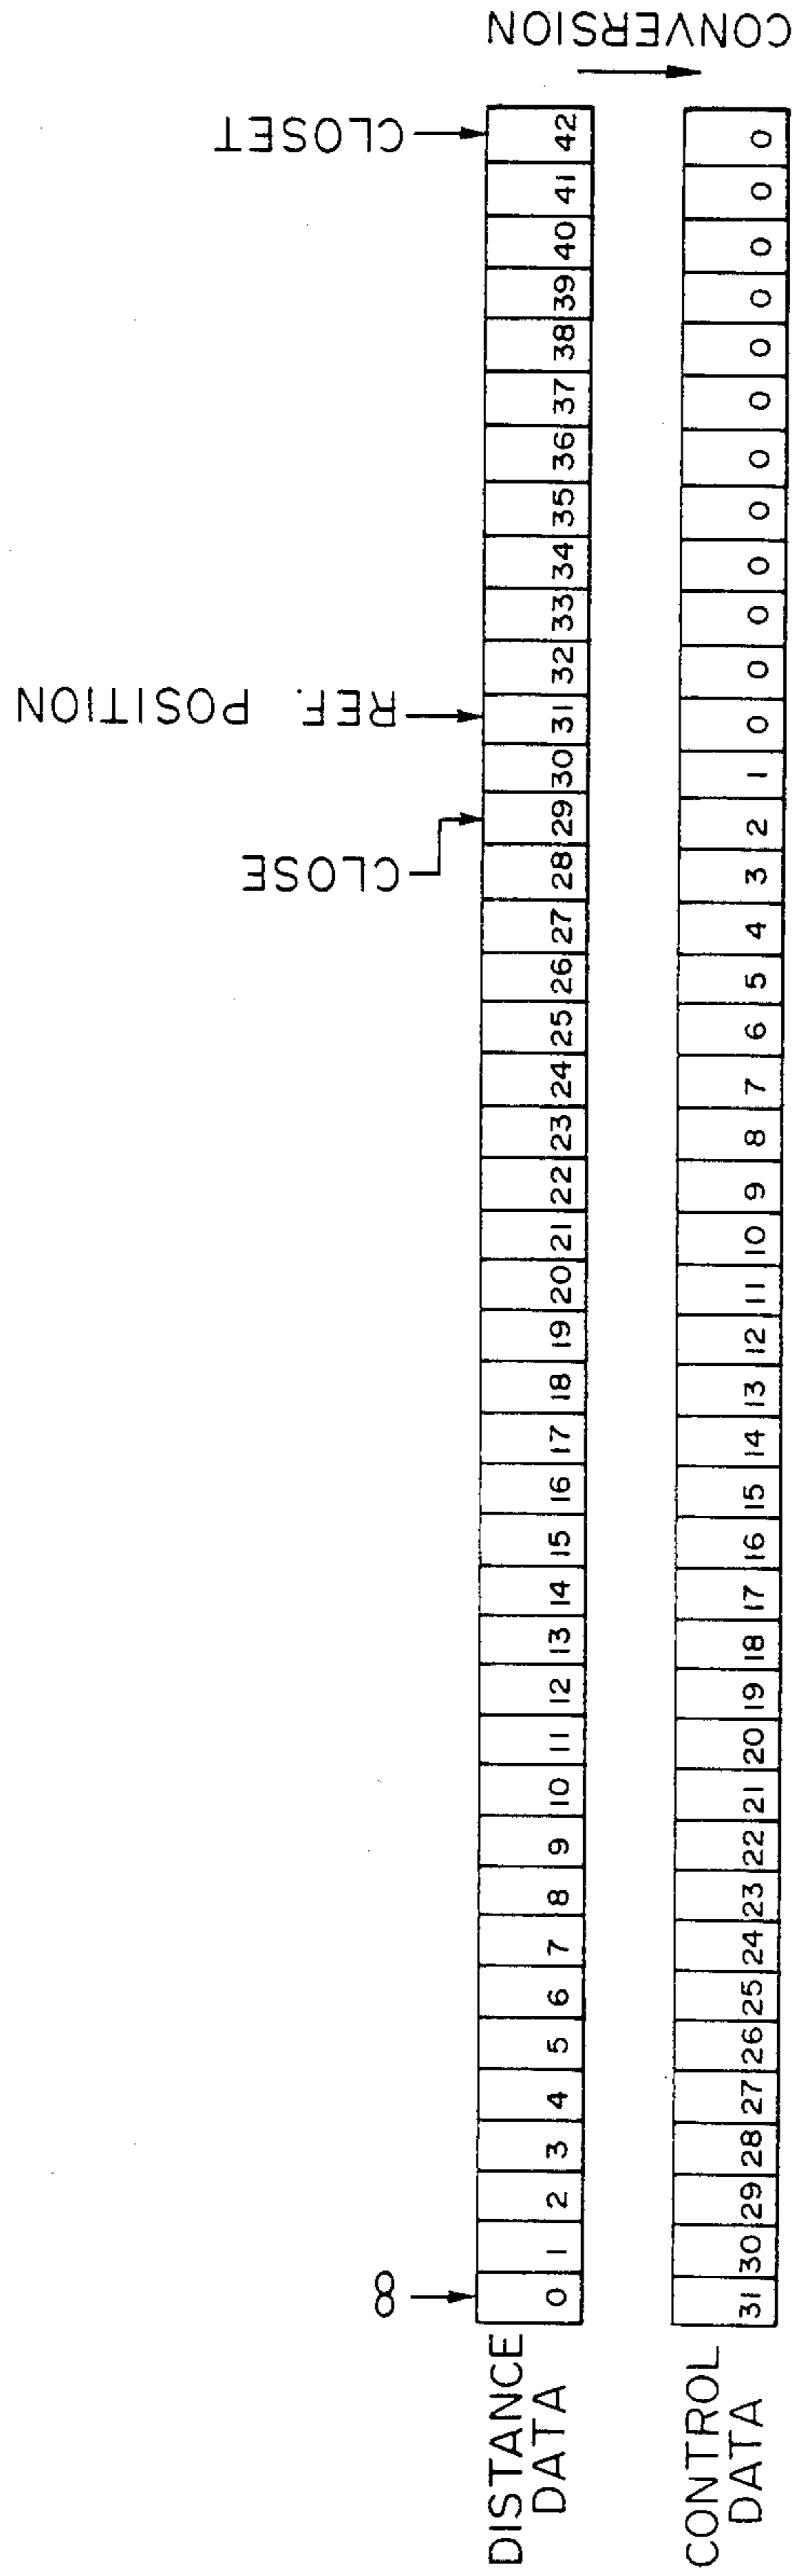 ∞
CLOSE
REF. POSITION
CLOSET
DISTANCE
DATA
0 1 2 3 4 5 6 7 8 9 10 11 12 13 14 15 16 17 18 19 20 21 22 23 24 25 26 27 28 29 30 31 32 33 34 35 36 37 38 39 40 41 42
CONVERSION
CONTROL
DATA
31 30 29 28 27 26 25 24 23 22 21 20 19 18 17 16 15 14 13 12 11 10 9 8 7 6 5 4 3 2 1 0 0 0 0 0 0 0 0 0 0 0 0